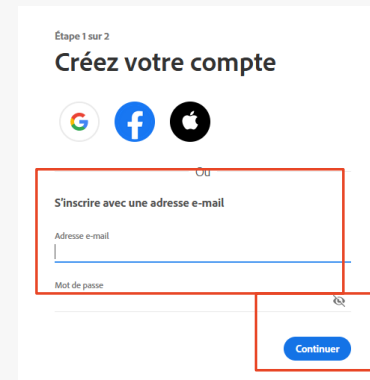 Étape 1 sur 2
Créez votre compte
Ou
S'inscrire avec une adresse e-mail
Adresse e-mail
Mot de passe
Continuer